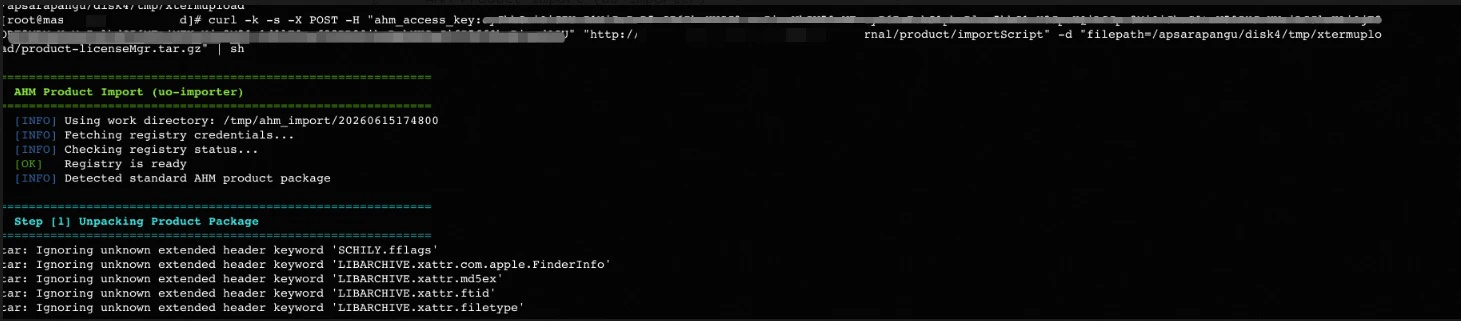 apsarapangu/disk4/tmp/xtermupload
[root@mas d]# curl -k -s -X POST -H "ahm_access_key:
U" "http:/ rnal/product/importScript" -d "filepath=/apsarapangu/disk4/tmp/xtermuplo
ad/product-licenseMgr.tar.gz" | sh
================================================================
AHM Product Import (uo-importer)
================================================================
[INFO] Using work directory: /tmp/ahm_import/20260615174800
[INFO] Fetching registry credentials...
[INFO] Checking registry status...
[OK] Registry is ready
[INFO] Detected standard AHM product package
================================================================
Step [1] Unpacking Product Package
================================================================
tar: Ignoring unknown extended header keyword 'SCHILY.fflags'
tar: Ignoring unknown extended header keyword 'LIBARCHIVE.xattr.com.apple.FinderInfo'
tar: Ignoring unknown extended header keyword 'LIBARCHIVE.xattr.md5ex'
tar: Ignoring unknown extended header keyword 'LIBARCHIVE.xattr.ftid'
tar: Ignoring unknown extended header keyword 'LIBARCHIVE.xattr.filetype'